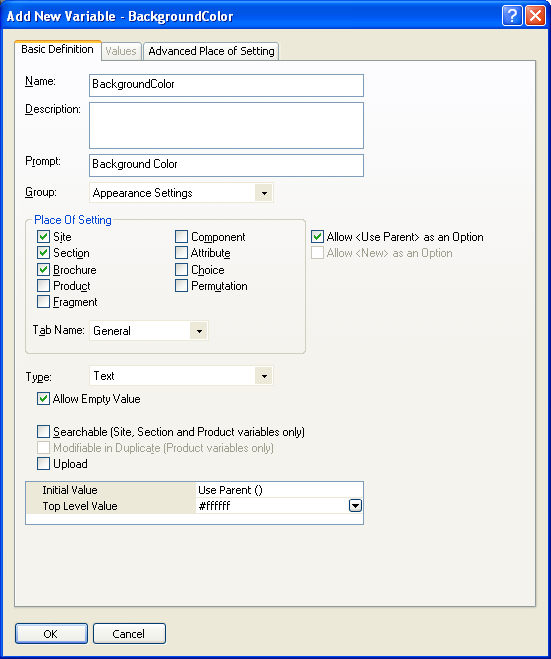 Add New Variable - BackgroundColor
Basic Definition Values Advanced Place of Setting
Name: BackgroundColor
Description:
Prompt: Background Color
Group: Appearance Settings
Place Of Setting
Site Component Allow <Use Parent> as an Option
Section Attribute Allow <New> as an Option
Brochure Choice
Product Permutation
Fragment
Tab Name: General
Type: Text
Allow Empty Value
Searchable (Site, Section and Product variables only)
Modifiable in Duplicate (Product variables only)
Upload
Initial Value Use Parent ()
Top Level Value #ffffff
OK Cancel